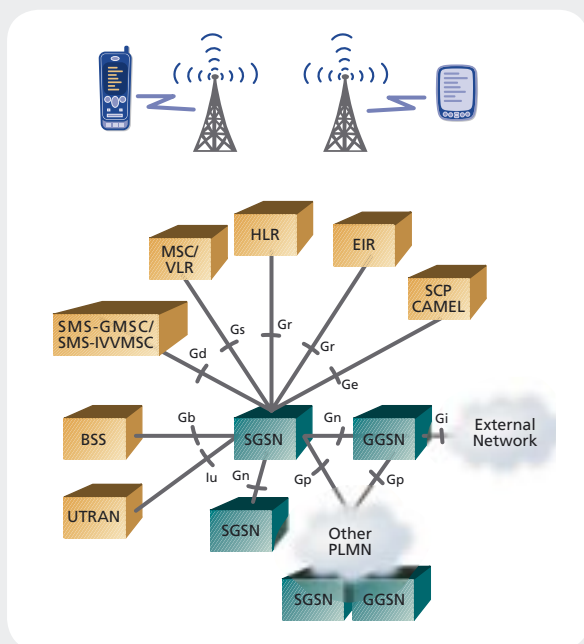 HLR
MSC/
VLR
EIR
SCP
CAMEL
SMS-GMSC/
SMS-IVVMSC
Gs
Gr
Gr
Gd
Ge
BSS
Gb
SGSN
Gn
GGSN
Gi
External
Network
Iu
Gn
Gp
Gp
UTRAN
SGSN
Other
PLMN
SGSN
GGSN